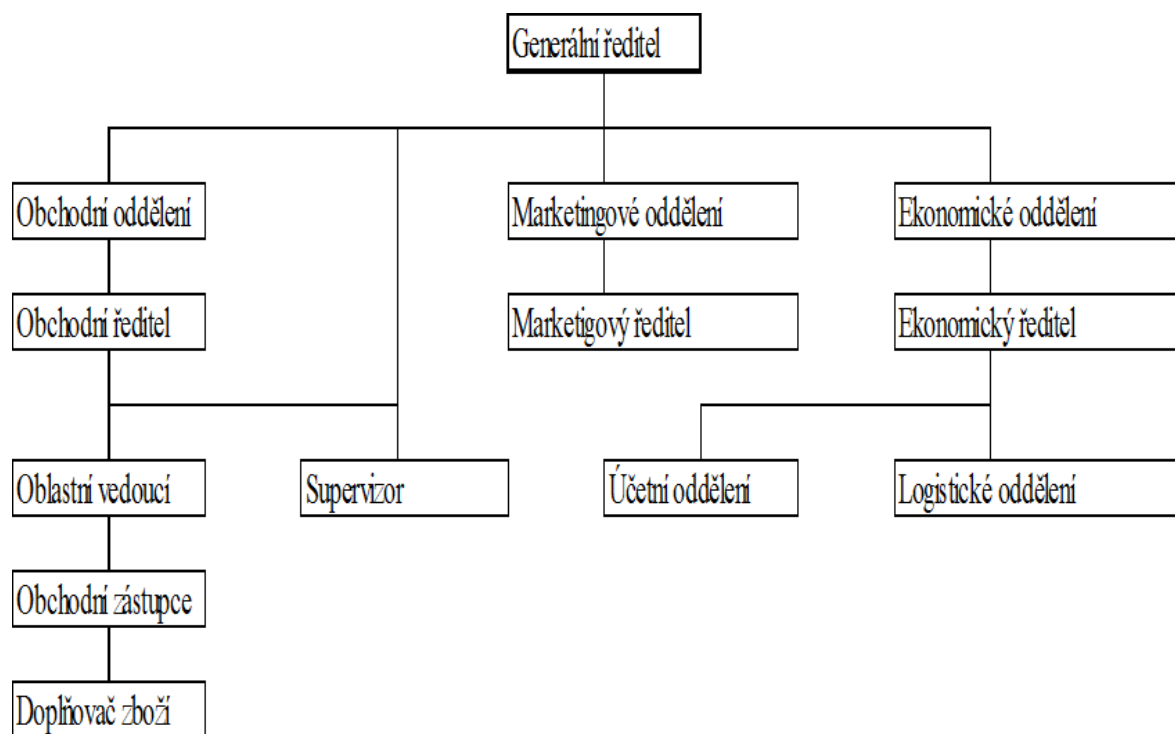 Generální ředitel
Obchodní oddělení
Marketingové oddělení
Ekonomické oddělení
Obchodní ředitel
Marketigový ředitel
Ekonomický ředitel
Oblastní vedoucí
Supervizor
Účetní oddělení
Logistické oddělení
Obchodní zástupce
Doplňovač zboží